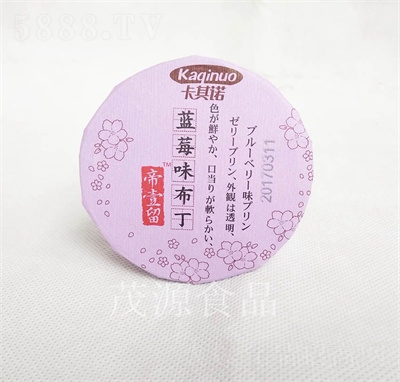 5888.TV
Kaqinuo
卡其诺
ブルーベリー味プリン
ゼリープリン、外観は透明、
色が鮮やか、口当りが軟らかい、
蓝莓味布丁
TM
帝壹留
20170311
茂源食品